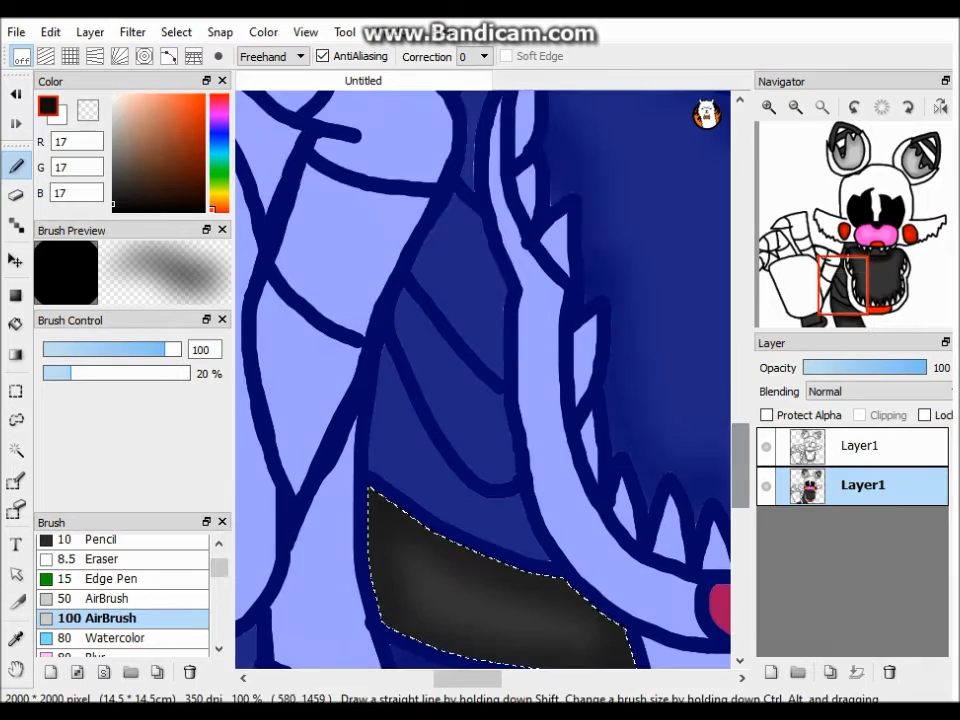 www.Bandicam.com
File Edit Layer Filter Select Snap Color View Tool
off Freehand AntiAliasing Correction 0 Soft Edge
Color Untitled Navigator
R 17
G 17
B 17
Brush Preview
Brush Control
100
20 %
Layer
Opacity 100
Blending Normal
Protect Alpha Clipping Lock
Layer1
Layer1
Brush
10 Pencil
8.5 Eraser
15 Edge Pen
50 AirBrush
100 AirBrush
80 Watercolor
80 Blur
2000 * 2000 pixel (14.5 * 14.5cm) 350 dpi 100 % ( 580, 1459) Draw a straight line by holding down Shift, Change a brush size by holding down Ctrl, Alt, and dragging